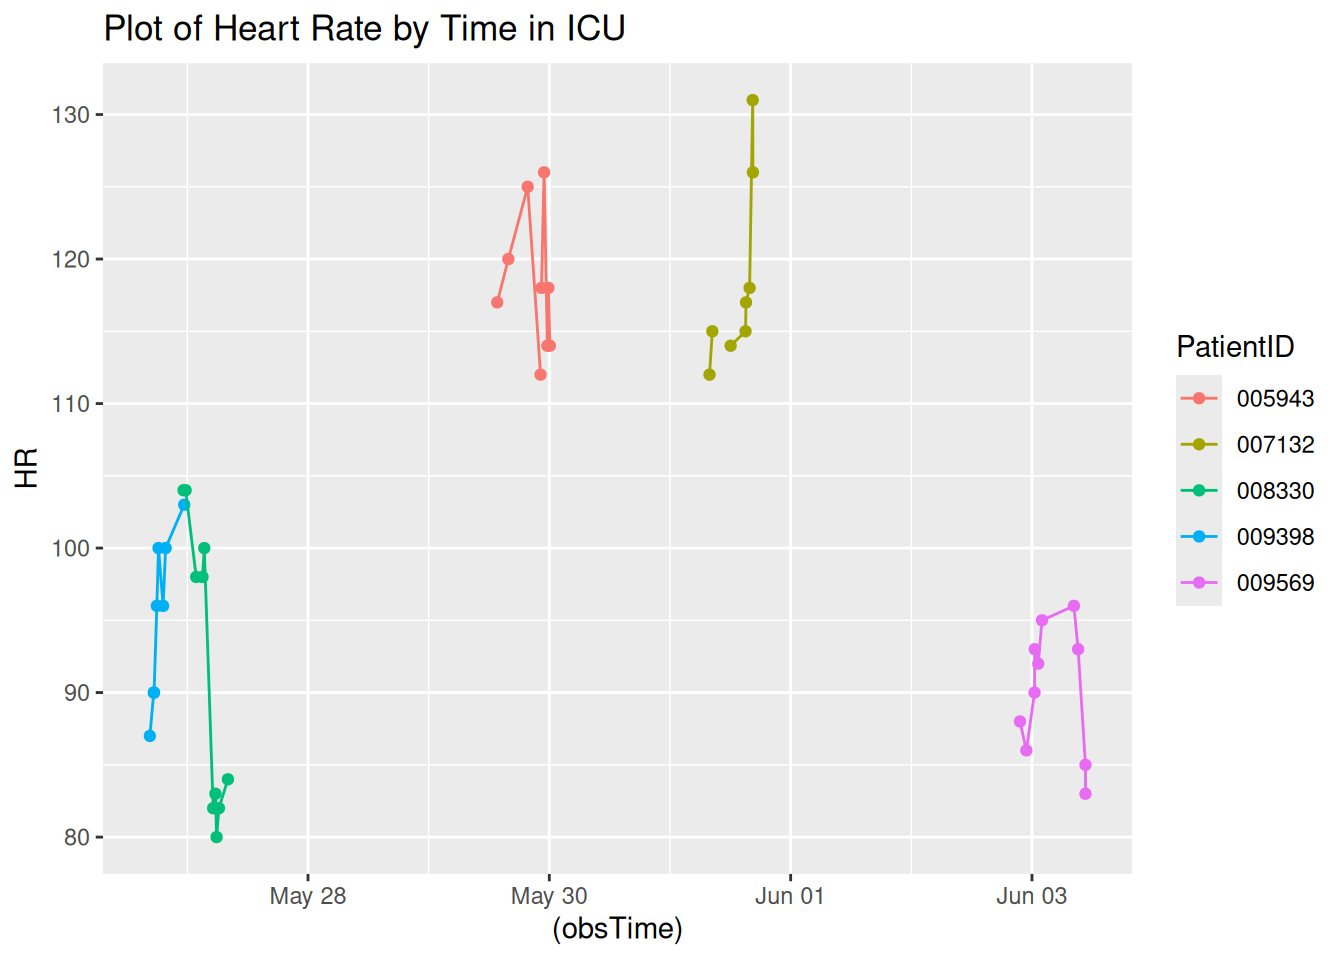 Plot of Heart Rate by Time in ICU
130
120
110
100
90
80
HR
May 28
May 30
Jun 01
Jun 03
(obsTime)
PatientID
005943
007132
008330
009398
009569